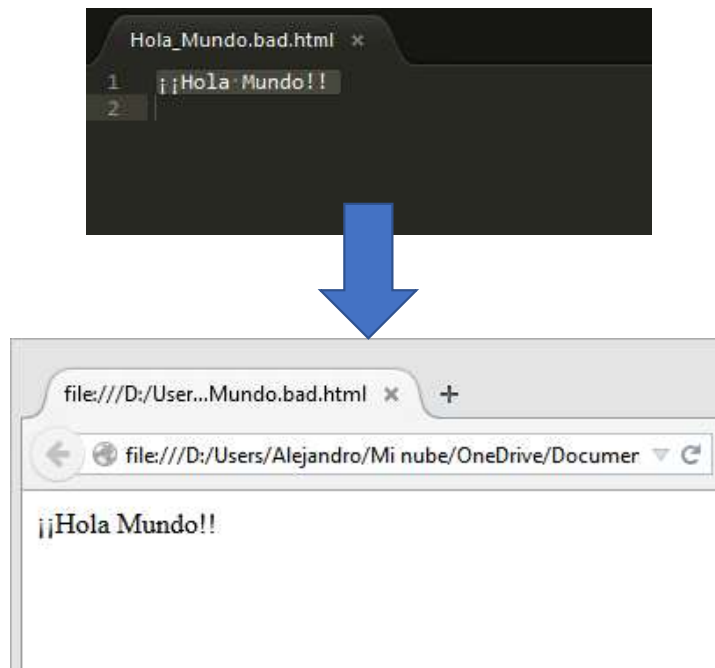 Hola_Mundo.bad.html ×
1 ¡¡Hola Mundo!!
2
file:///D:/User...Mundo.bad.html × +
file:///D:/Users/Alejandro/Mi nube/OneDrive/Documer
¡¡Hola Mundo!!